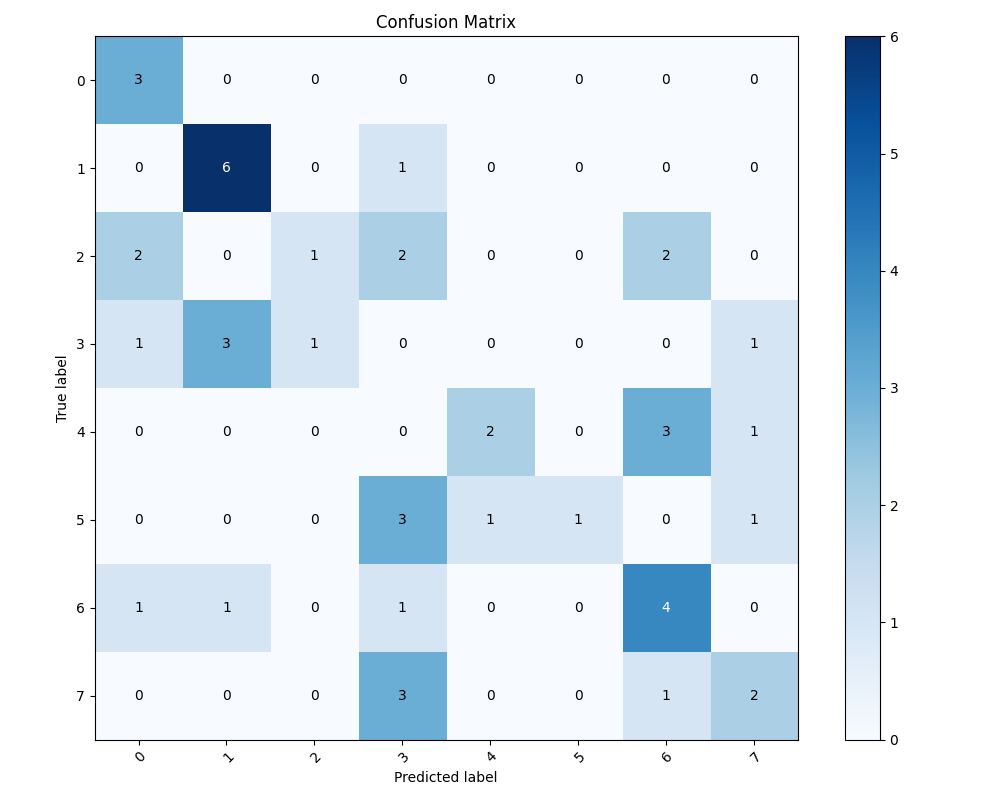 Confusion Matrix
0 3 0 0 0 0 0 0 0
1 0 6 0 1 0 0 0 0
2 2 0 1 2 0 0 2 0
3 1 3 1 0 0 0 0 1
4 0 0 0 0 2 0 3 1
5 0 0 0 3 1 1 0 1
6 1 1 0 1 0 0 4 0
7 0 0 0 3 0 0 1 2
0 1 2 3 4 5 6 7
True label
Predicted label
6
5
4
3
2
1
0